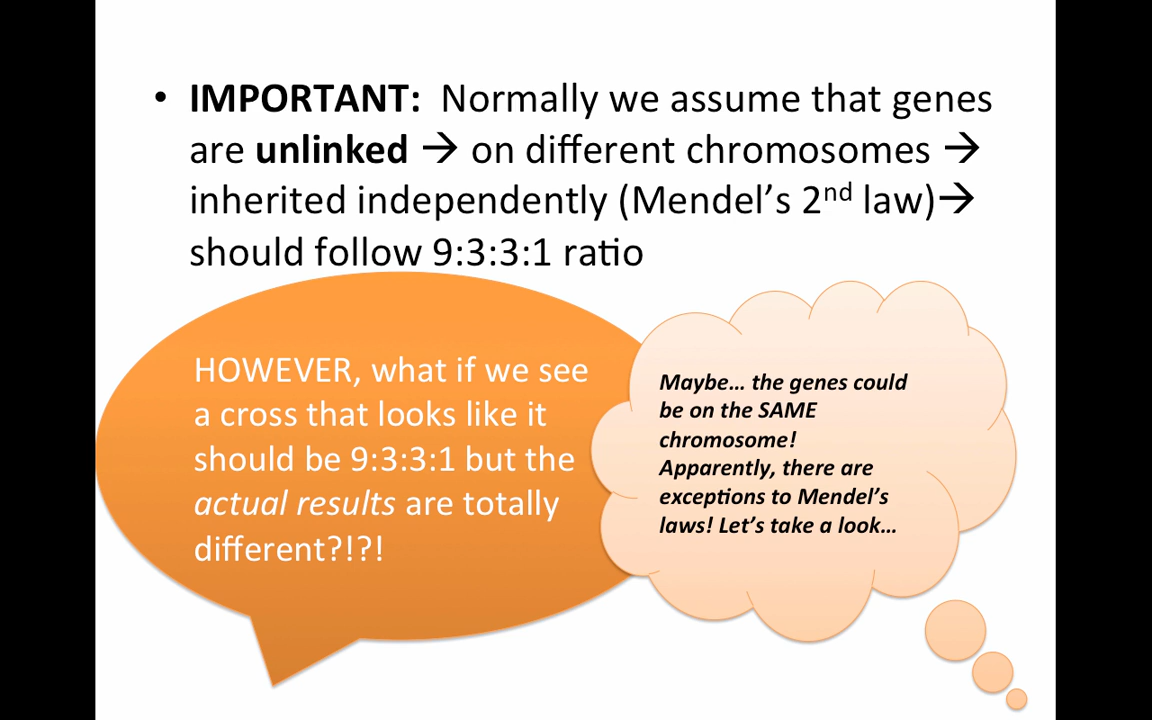 • IMPORTANT: Normally we assume that genes
are unlinked → on different chromosomes →
inherited independently (Mendel’s 2nd law)→
should follow 9:3:3:1 ratio
HOWEVER, what if we see
a cross that looks like it
should be 9:3:3:1 but the
actual results are totally
different?!?!
Maybe… the genes could
be on the SAME
chromosome!
Apparently, there are
exceptions to Mendel’s
laws! Let’s take a look…